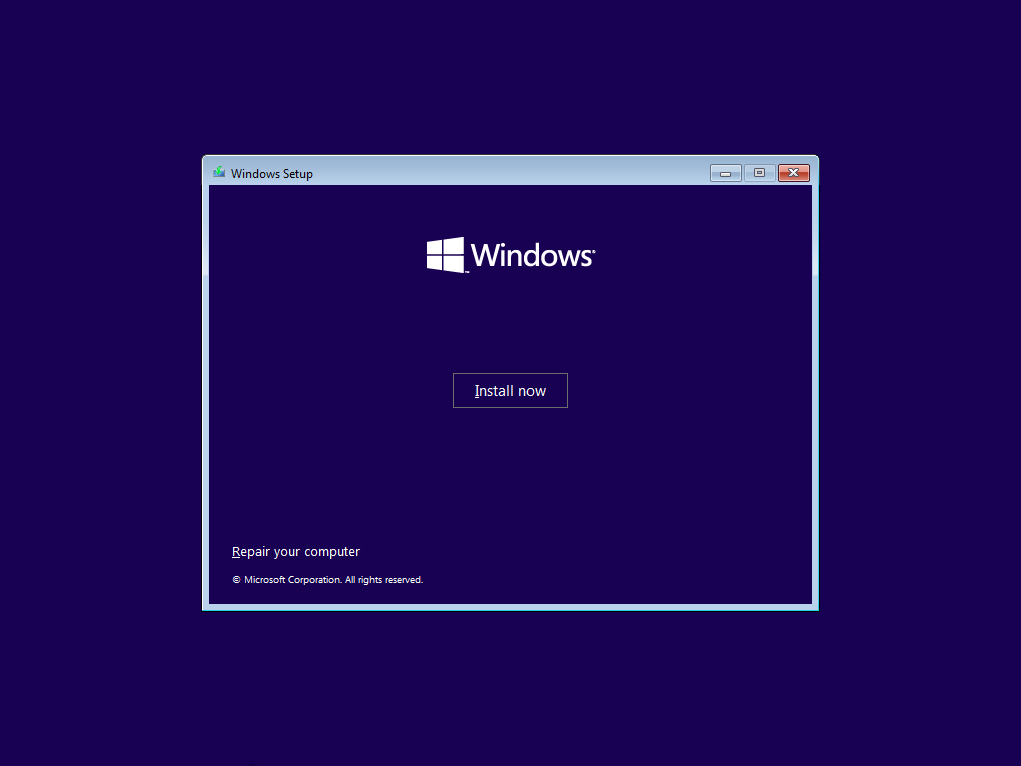 Windows Setup
Windows
Install now
Repair your computer
© Microsoft Corporation. All rights reserved.